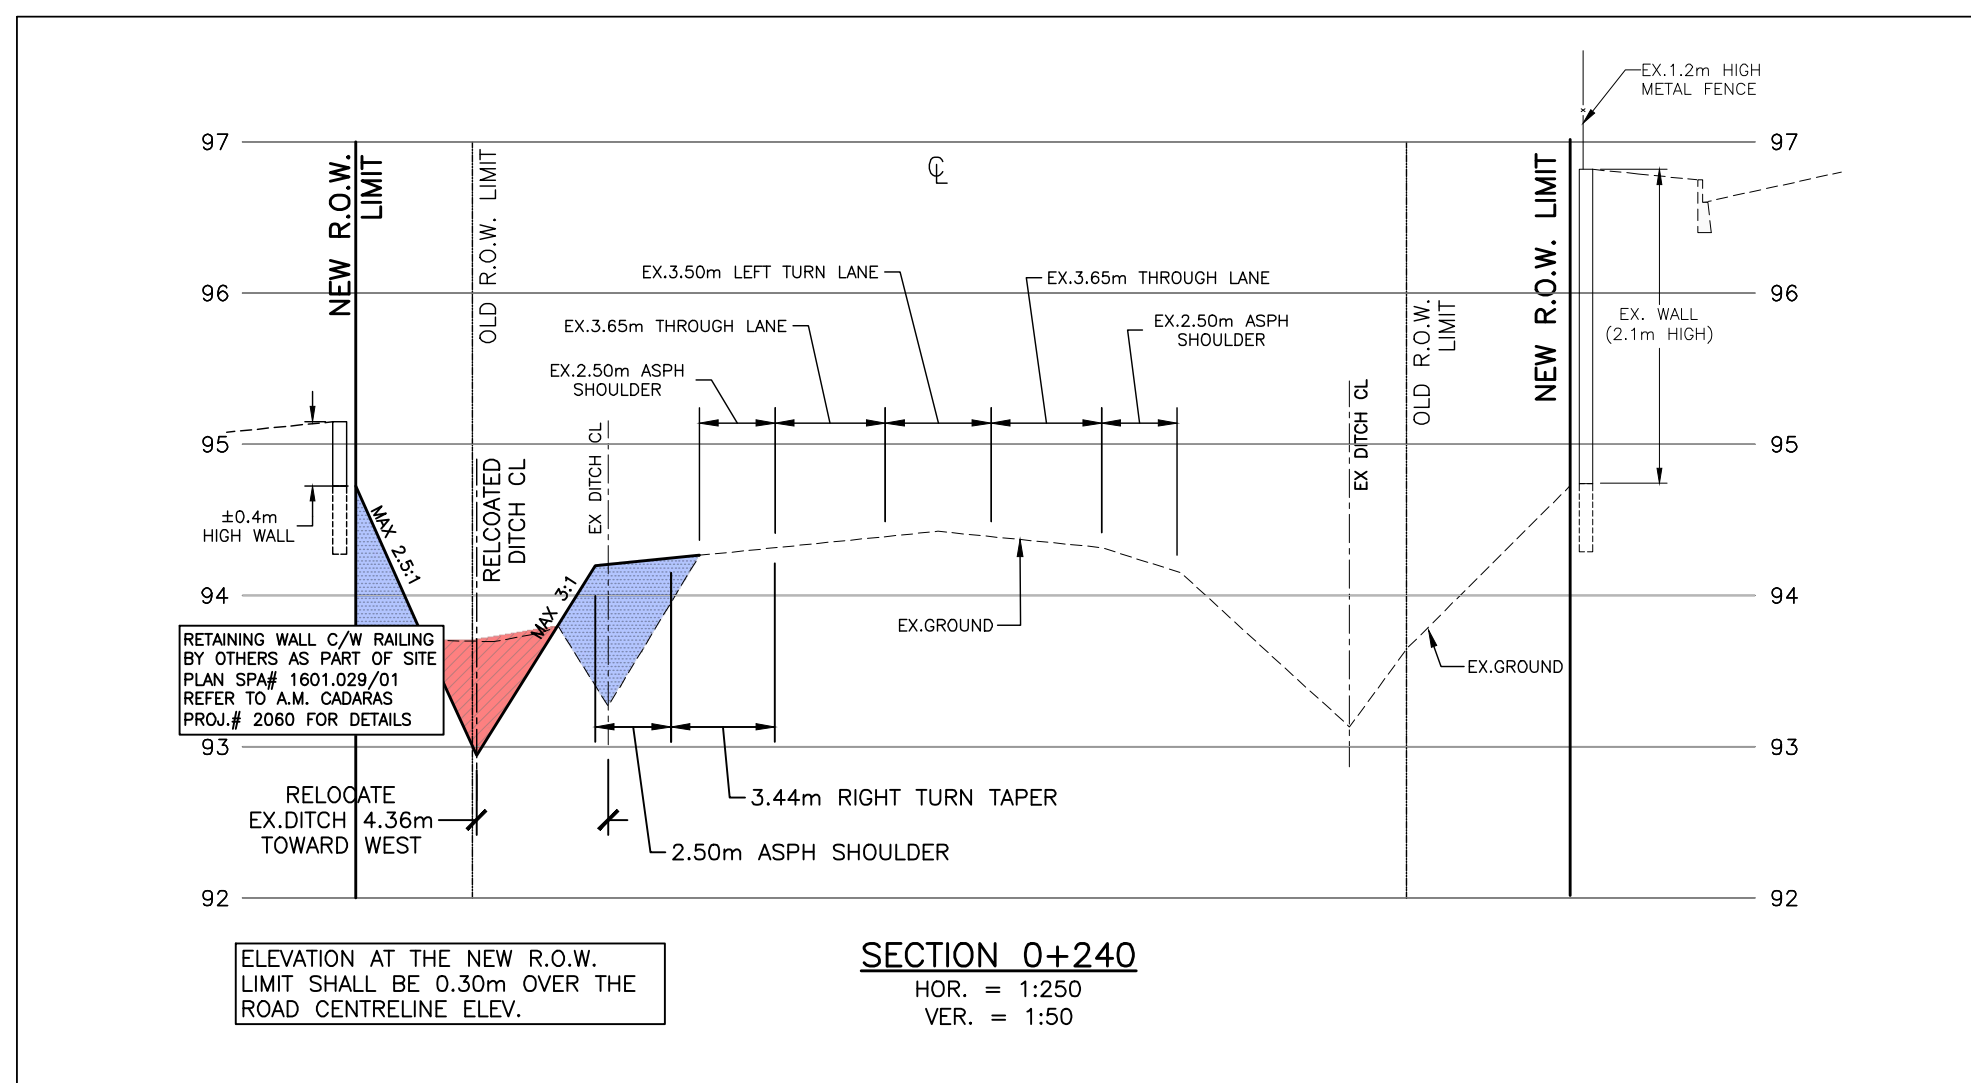 EX.1.2m HIGH
METAL FENCE
97
97
NEW R.O.W.
LIMIT
OLD R.O.W. LIMIT
℄
NEW R.O.W. LIMIT
EX.3.50m LEFT TURN LANE
EX.3.65m THROUGH LANE
96
96
EX.3.65m THROUGH LANE
EX.2.50m ASPH
SHOULDER
OLD R.O.W.
LIMIT
EX. WALL
(2.1m HIGH)
EX.2.50m ASPH
SHOULDER
EX DITCH CL
EX DITCH CL
95
95
RELCOATED
DITCH CL
±0.4m
HIGH WALL
MAX 2.5:1
MAX 3:1
94
94
EX.GROUND
EX.GROUND
RETAINING WALL C/W RAILING
BY OTHERS AS PART OF SITE
PLAN SPA# 1601.029/01
REFER TO A.M. CADARAS
PROJ.# 2060 FOR DETAILS
93
93
RELOCATE
EX.DITCH 4.36m
TOWARD WEST
3.44m RIGHT TURN TAPER
2.50m ASPH SHOULDER
92
92
ELEVATION AT THE NEW R.O.W.
LIMIT SHALL BE 0.30m OVER THE
ROAD CENTRELINE ELEV.
SECTION 0+240
HOR. = 1:250
VER. = 1:50